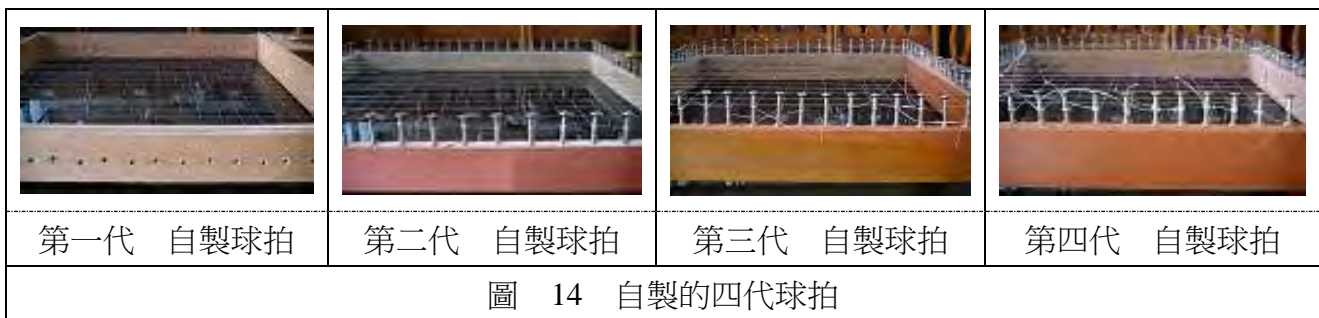 第一代 自製球拍
第二代 自製球拍
第三代 自製球拍
第四代 自製球拍
圖 14 自製的四代球拍